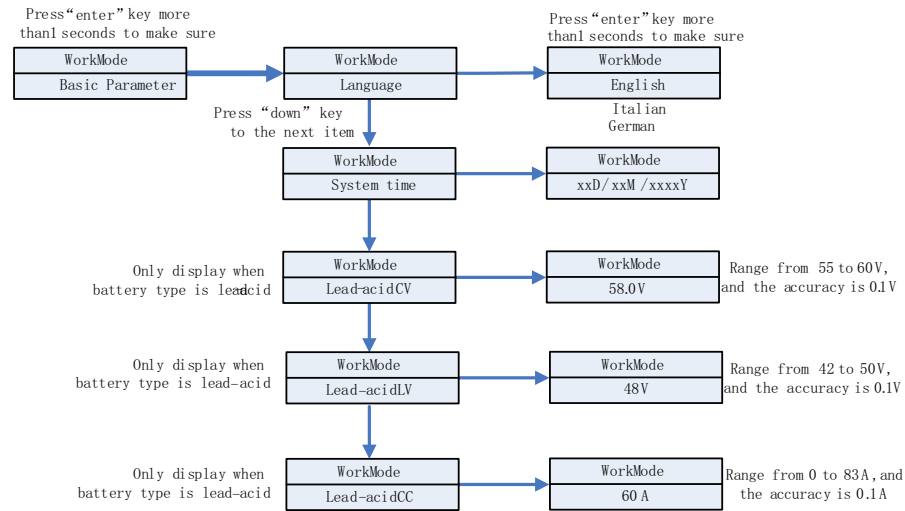 Press“enter”key more
than1 seconds to make sure
WorkMode
Basic Parameter
WorkMode
Language
Press“enter”key more
than1 seconds to make sure
WorkMode
English
Italian
German
Press “down” key
to the next item
WorkMode
System time
WorkMode
xxD/xxM/xxxxY
Only display when
battery type is lead-acid
WorkMode
Lead-acidCV
WorkMode
58.0V
Range from 55 to 60V,
and the accuracy is 0.1V
Only display when
battery type is lead-acid
WorkMode
Lead-acidLV
WorkMode
48V
Range from 42 to 50V,
and the accuracy is 0.1V
Only display when
battery type is lead-acid
WorkMode
Lead-acidCC
WorkMode
60A
Range from 0 to 83A,and
the accuracy is 0.1A